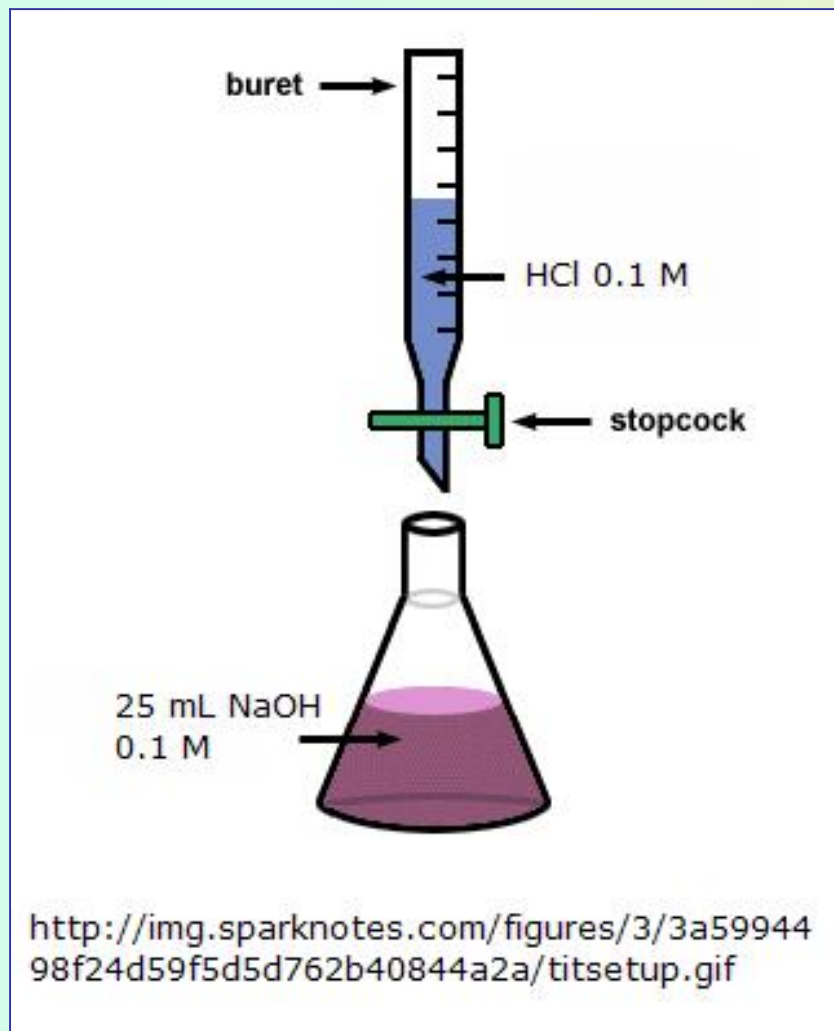 buret
HCl 0.1 M
stopcock
25 mL NaOH
0.1 M
http://img.sparknotes.com/figures/3/3a59944
98f24d59f5d5d762b40844a2a/titsetup.gif